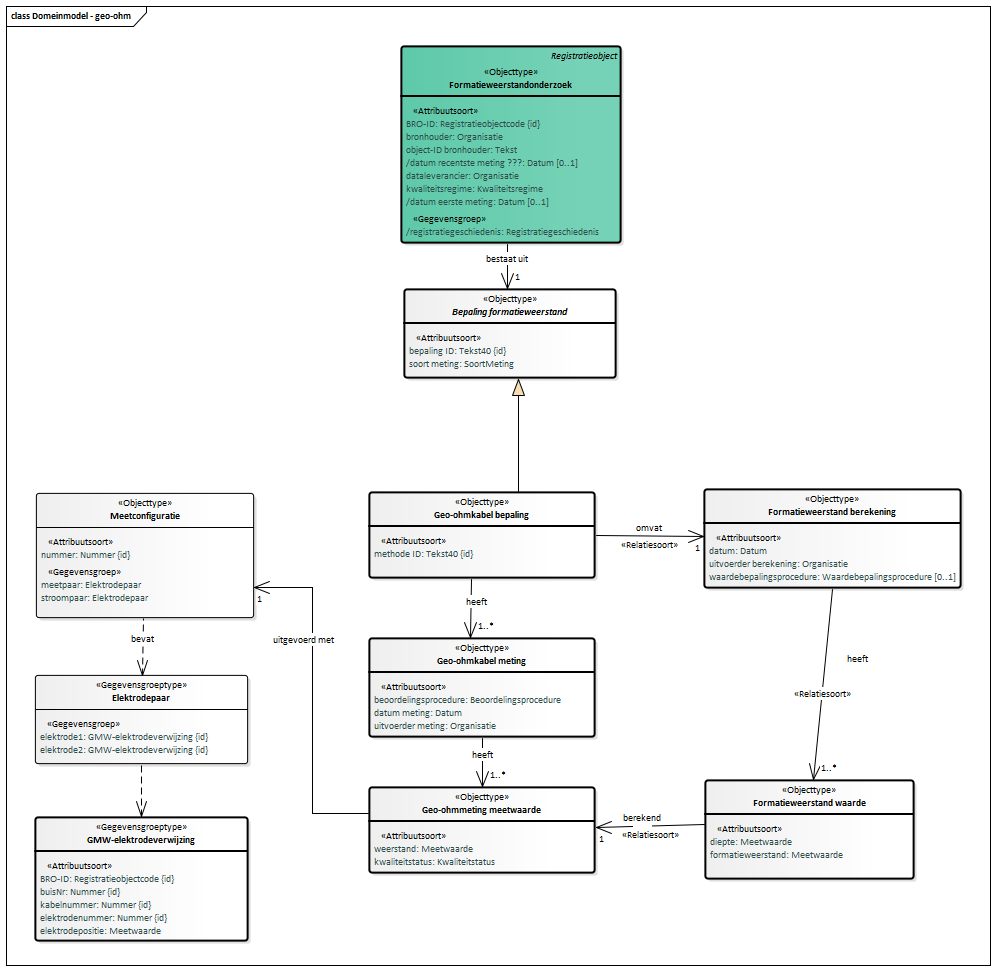 class Domeinmodel - geo-ohm
Registratieobject
«Objecttype»
Formatieweerstandonderzoek
«Attribuutsoort»
BRO-ID: Registratieobjectcode {id}
bronhouder: Organisatie
object-ID bronhouder: Tekst
/datum recentste meting ???: Datum [0..1]
dataleverancier: Organisatie
kwaliteitsregime: Kwaliteitsregime
/datum eerste meting: Datum [0..1]
«Gegevensgroep»
/registratiegeschiedenis: Registratiegeschiedenis
bestaat uit
1
«Objecttype»
Bepaling formatieweerstand
«Attribuutsoort»
bepaling ID: Tekst40 {id}
soort meting: SoortMeting
«Objecttype»
Meetconfiguratie
«Attribuutsoort»
nummer: Nummer {id}
«Gegevensgroep»
meetpaar: Elektrodepaar
stroompaar: Elektrodepaar
«Objecttype»
Geo-ohmkabel bepaling
«Attribuutsoort»
methode ID: Tekst40 {id}
omvat
«Relatiesoort»
1
«Objecttype»
Formatieweerstand berekening
«Attribuutsoort»
datum: Datum
uitvoerder berekening: Organisatie
waardebepalingsprocedure: Waardebepalingsprocedure [0..1]
1
uitgevoerd met
heeft
1..*
bevat
heeft
«Relatiesoort»
1..*
«Gegevensgroeptype»
Elektrodepaar
«Gegevensgroep»
elektrode1: GMW-elektrodeverwijzing {id}
elektrode2: GMW-elektrodeverwijzing {id}
«Objecttype»
Geo-ohmkabel meting
«Attribuutsoort»
beoordelingsprocedure: Beoordelingsprocedure
datum meting: Datum
uitvoerder meting: Organisatie
heeft
1..*
«Gegevensgroeptype»
GMW-elektrodeverwijzing
«Attribuutsoort»
BRO-ID: Registratieobjectcode {id}
buisNr: Nummer {id}
kabelnummer: Nummer {id}
elektrodenummer: Nummer {id}
elektrodepositie: Meetwaarde
«Objecttype»
Geo-ohmmeting meetwaarde
«Attribuutsoort»
weerstand: Meetwaarde
kwaliteitstatus: Kwaliteitstatus
berekend
«Relatiesoort»
1
«Objecttype»
Formatieweerstand waarde
«Attribuutsoort»
diepte: Meetwaarde
formatieweerstand: Meetwaarde